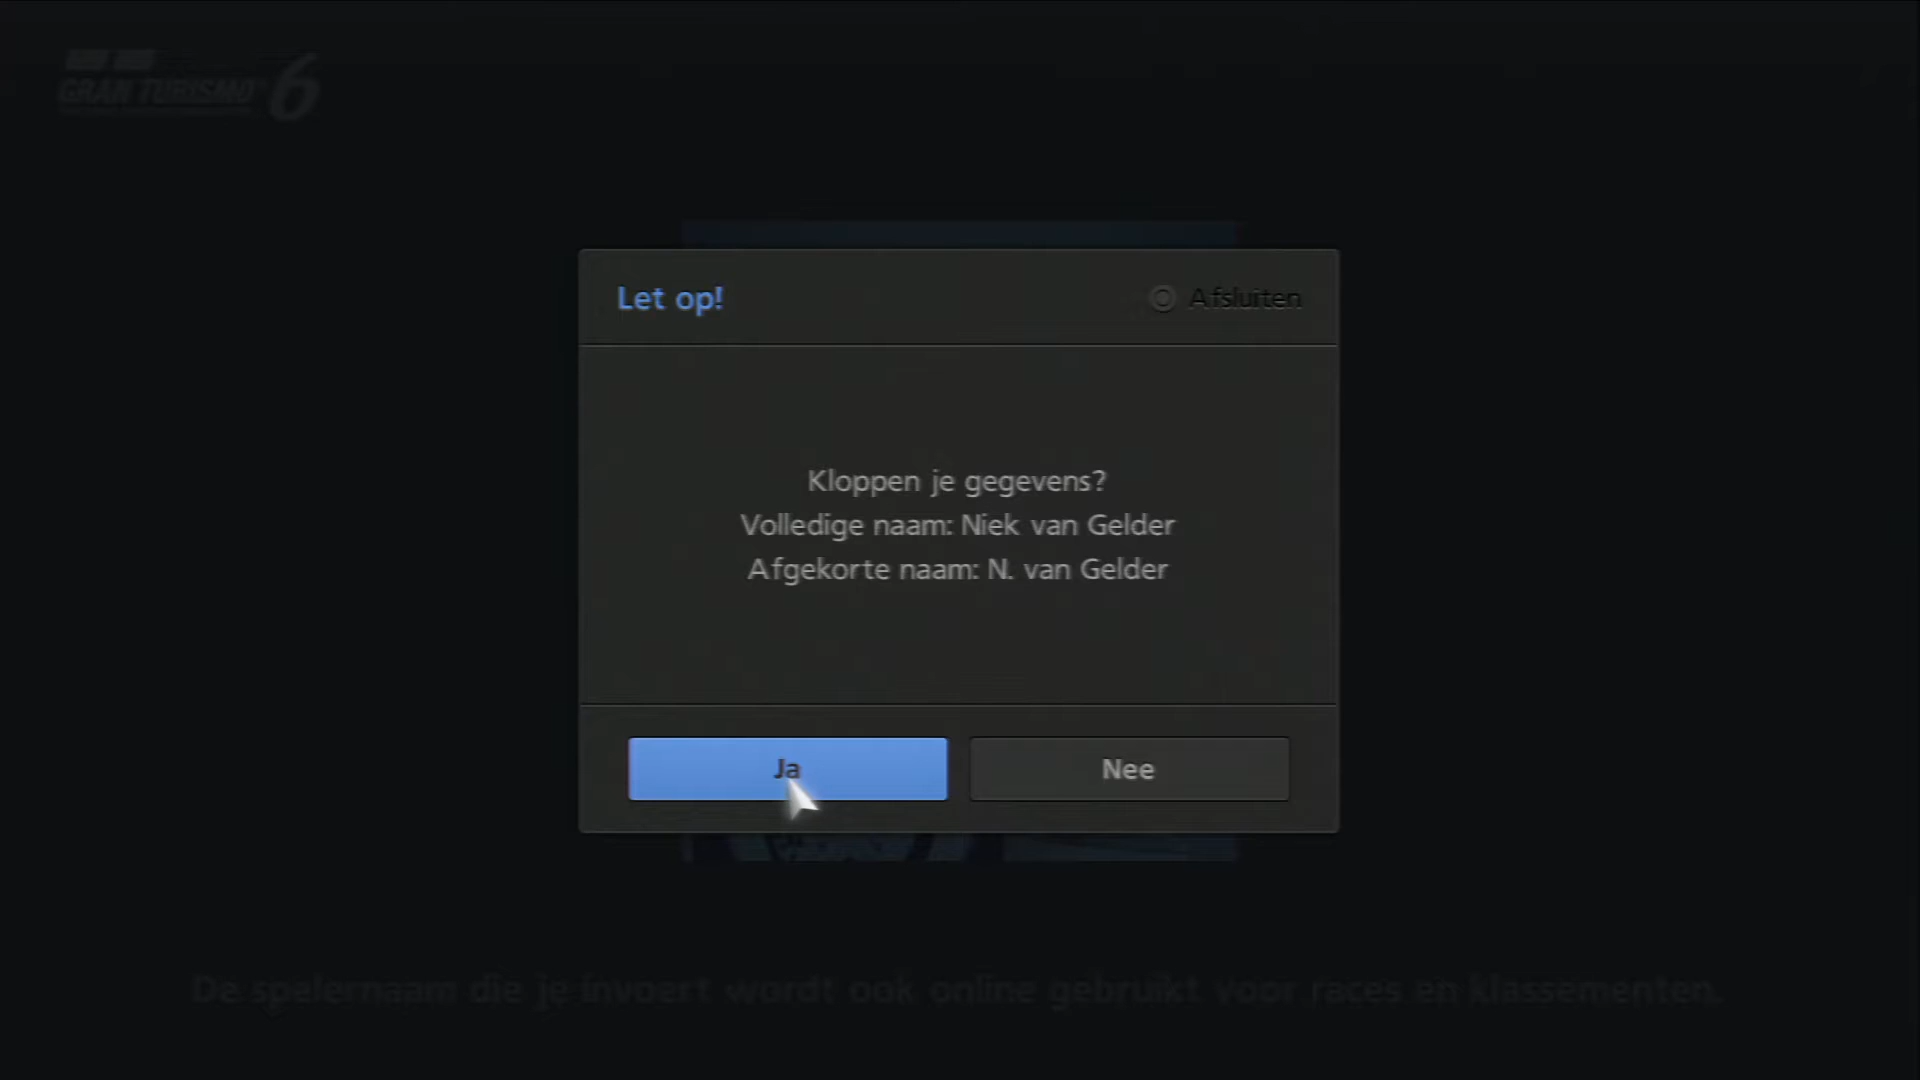 GRAN TURISMO 6
Let op!
Afsluiten
Kloppen je gegevens?
Volledige naam: Niek van Gelder
Afgekorte naam: N. van Gelder
Ja
Nee
De spelernaam die je invoert wordt ook online gebruikt voor races en klassementen.